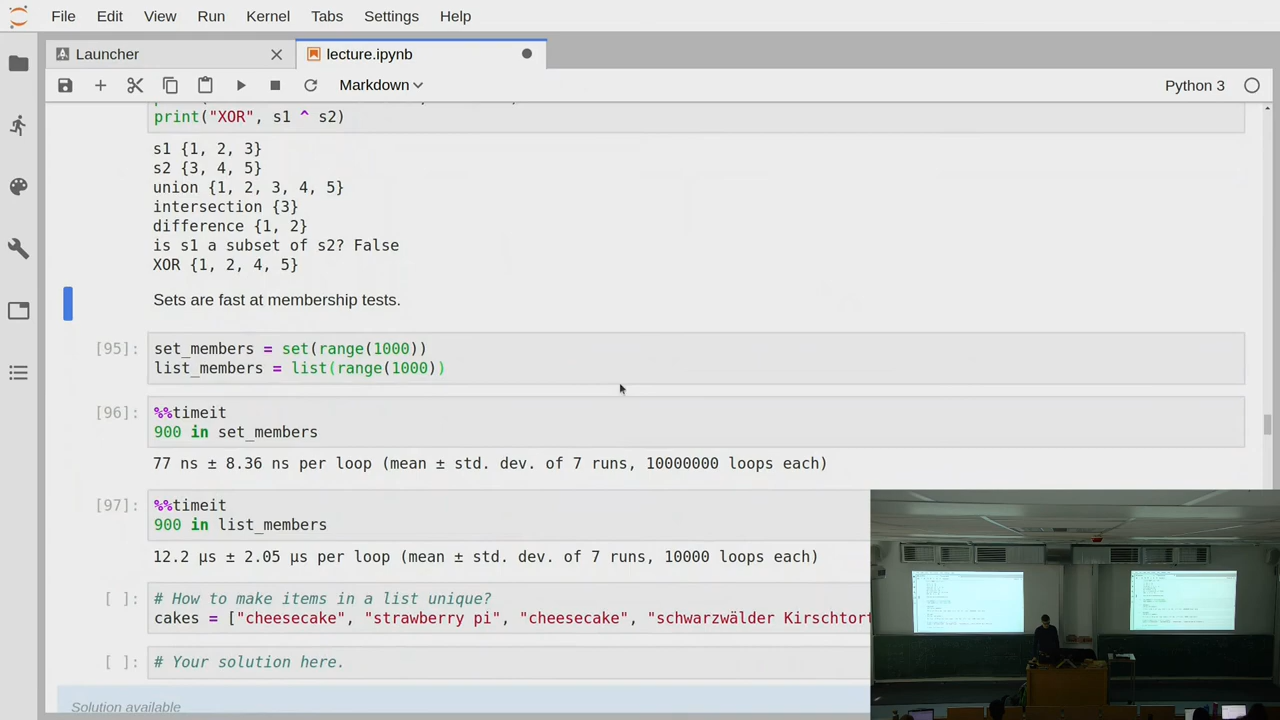 File Edit View Run Kernel Tabs Settings Help
Launcher
lecture.ipynb
Markdown
Python 3
print("XOR", s1 ^ s2)
s1 {1, 2, 3}
s2 {3, 4, 5}
union {1, 2, 3, 4, 5}
intersection {3}
difference {1, 2}
is s1 a subset of s2? False
XOR {1, 2, 4, 5}
Sets are fast at membership tests.
[95]:
set_members = set(range(1000))
list_members = list(range(1000))
[96]:
%%timeit
900 in set_members
77 ns ± 8.36 ns per loop (mean ± std. dev. of 7 runs, 10000000 loops each)
[97]:
%%timeit
900 in list_members
12.2 µs ± 2.05 µs per loop (mean ± std. dev. of 7 runs, 10000 loops each)
[ ]:
# How to make items in a list unique?
cakes = ["cheesecake", "strawberry pi", "cheesecake", "schwarzwälder Kirschtort
[ ]:
# Your solution here.
Solution available